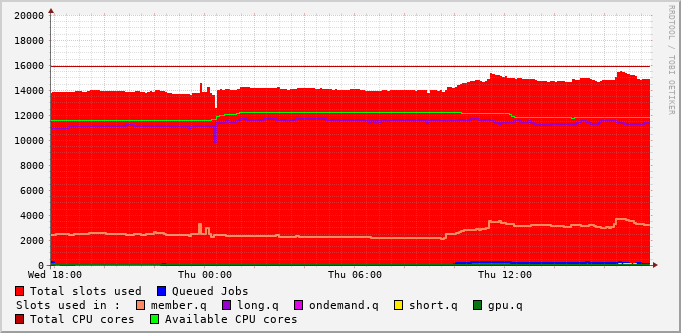 20000
18000
16000
14000
12000
10000
8000
6000
4000
2000
0
Wed 18:00 Thu 00:00 Thu 06:00 Thu 12:00
Total slots used Queued Jobs
Slots used in : member.q long.q ondemand.q short.q gpu.q
Total CPU cores Available CPU cores
RRDTOOL / TOBI OETIKER